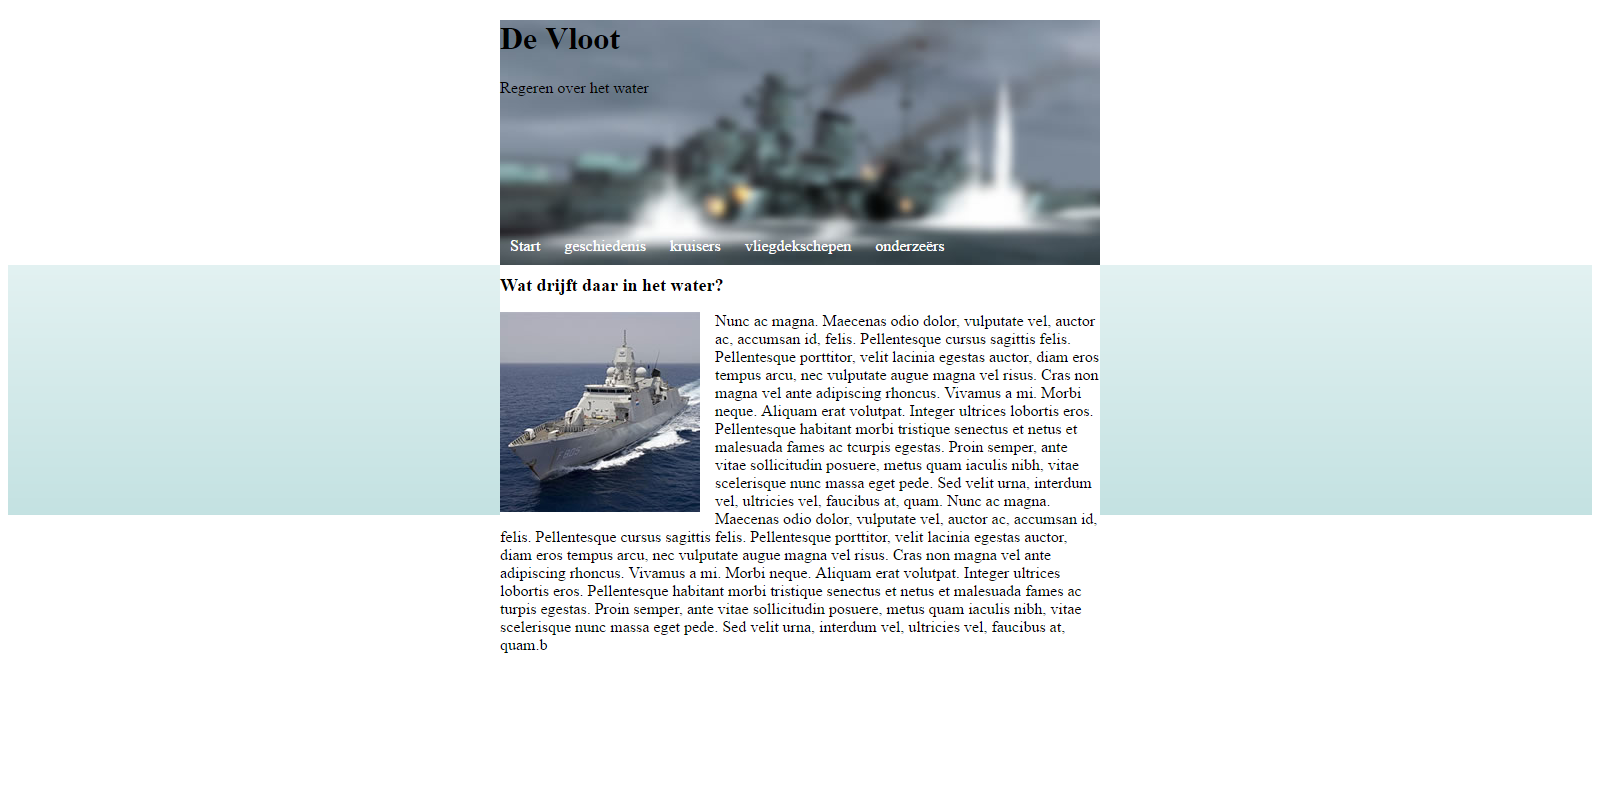 De Vloot
Regeren over het water
Start geschiedenis kruisers vliegdekschepen onderzeërs
Wat drijft daar in het water?
Nunc ac magna. Maecenas odio dolor, vulputate vel, auctor
ac, accumsan id, felis. Pellentesque cursus sagittis felis.
Pellentesque porttitor, velit lacinia egestas auctor, diam eros
tempus arcu, nec vulputate augue magna vel risus. Cras non
magna vel ante adipiscing rhoncus. Vivamus a mi. Morbi
neque. Aliquam erat volutpat. Integer ultrices lobortis eros.
Pellentesque habitant morbi tristique senectus et netus et
malesuada fames ac tcurpis egestas. Proin semper, ante
vitae sollicitudin posuere, metus quam iaculis nibh, vitae
scelerisque nunc massa eget pede. Sed velit urna, interdum
vel, ultricies vel, faucibus at, quam. Nunc ac magna.
Maecenas odio dolor, vulputate vel, auctor ac, accumsan id,
felis. Pellentesque cursus sagittis felis. Pellentesque porttitor, velit lacinia egestas auctor,
diam eros tempus arcu, nec vulputate augue magna vel risus. Cras non magna vel ante
adipiscing rhoncus. Vivamus a mi. Morbi neque. Aliquam erat volutpat. Integer ultrices
lobortis eros. Pellentesque habitant morbi tristique senectus et netus et malesuada fames ac
turpis egestas. Proin semper, ante vitae sollicitudin posuere, metus quam iaculis nibh, vitae
scelerisque nunc massa eget pede. Sed velit urna, interdum vel, ultricies vel, faucibus at,
quam.b